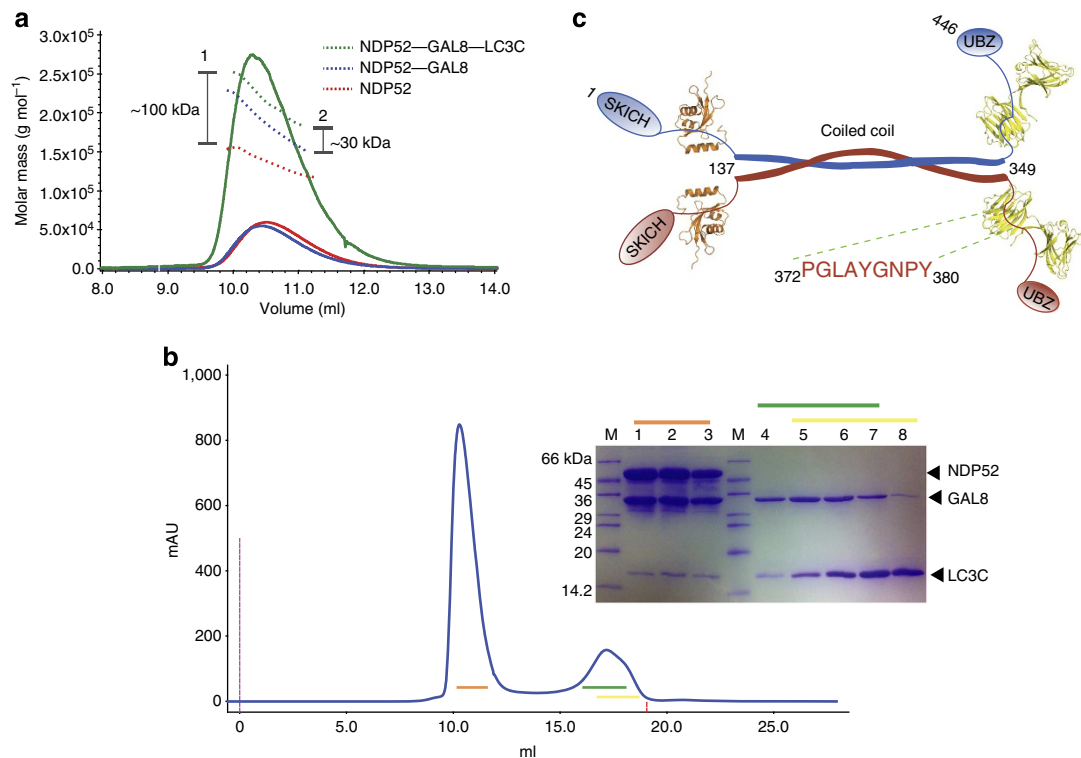 a
3.0x10⁵
2.5x10⁵
2.0x10⁵
1.5x10⁵
1.0x10⁵
5.0x10⁴
0.0
Molar mass (g mol⁻¹)
8.0 9.0 10.0 11.0 12.0 13.0 14.0
Volume (ml)
1
~100 kDa
2
~30 kDa
NDP52—GAL8—LC3C
NDP52—GAL8
NDP52
c
1
SKICH
SKICH
137
Coiled coil
349
446
UBZ
UBZ
372PGLAYGNPY380
b
1,000
800
600
400
200
0
mAU
0 5.0 10.0 15.0 20.0 25.0
ml
M 1 2 3 M 4 5 6 7 8
66 kDa
45
36
29
24
20
14.2
NDP52
GAL8
LC3C